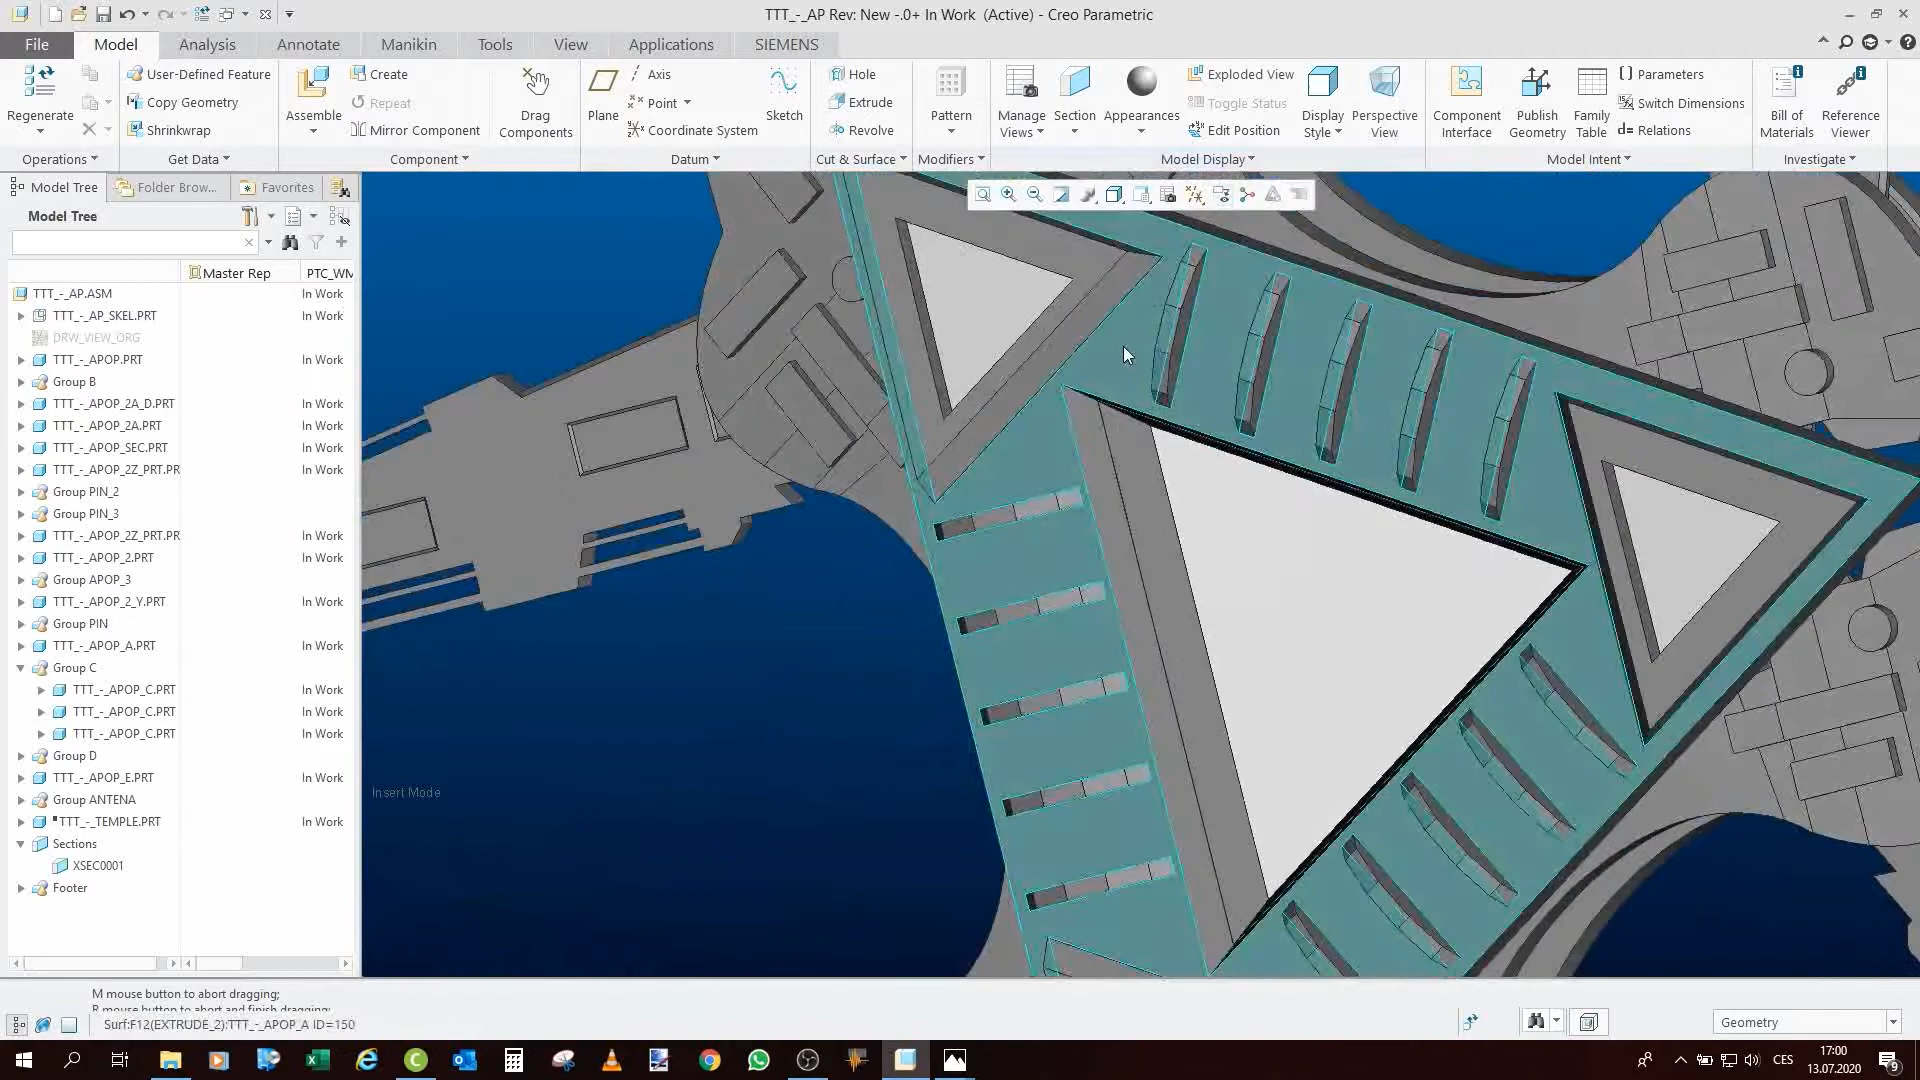 TTT_-_AP Rev: New -.0+ In Work (Active) - Creo Parametric
File Model Analysis Annotate Manikin Tools View Applications SIEMENS
Regenerate
Operations
User-Defined Feature
Copy Geometry
Shrinkwrap
Get Data
Assemble
Create
Repeat
Mirror Component
Drag
Components
Component
Plane
Axis
Point
Coordinate System
Sketch
Datum
Hole
Extrude
Revolve
Cut & Surface
Pattern
Modifiers
Manage
Views
Section
Appearances
Exploded View
Toggle Status
Edit Position
Display
Style
Perspective
View
Model Display
Component
Interface
Publish
Geometry
Family
Table
Parameters
Switch Dimensions
Relations
Model Intent
Bill of
Materials
Reference
Viewer
Investigate
Model Tree Folder Brow... Favorites
Model Tree
Master Rep PTC_WM
TTT_-_AP.ASM In Work
TTT_-_AP_SKEL.PRT In Work
DRW_VIEW_ORG
TTT_-_APOP.PRT In Work
Group B
TTT_-_APOP_2A_D.PRT In Work
TTT_-_APOP_2A.PRT In Work
TTT_-_APOP_SEC.PRT In Work
TTT_-_APOP_2Z_PRT.PR In Work
Group PIN_2
Group PIN_3
TTT_-_APOP_2Z_PRT.PR In Work
TTT_-_APOP_2.PRT In Work
Group APOP_3
TTT_-_APOP_2_Y.PRT In Work
Group PIN
TTT_-_APOP_A.PRT In Work
Group C
TTT_-_APOP_C.PRT In Work
TTT_-_APOP_C.PRT In Work
TTT_-_APOP_C.PRT In Work
Group D
TTT_-_APOP_E.PRT In Work
Group ANTENA
TTT_-_TEMPLE.PRT In Work
Sections
XSEC0001
Footer
Insert Mode
M mouse button to abort dragging;
R mouse button to abort and finish dragging;
Surf:F12(EXTRUDE_2):TTT_-_APOP_A ID=150
Geometry
CES
17:00
13.07.2020
9